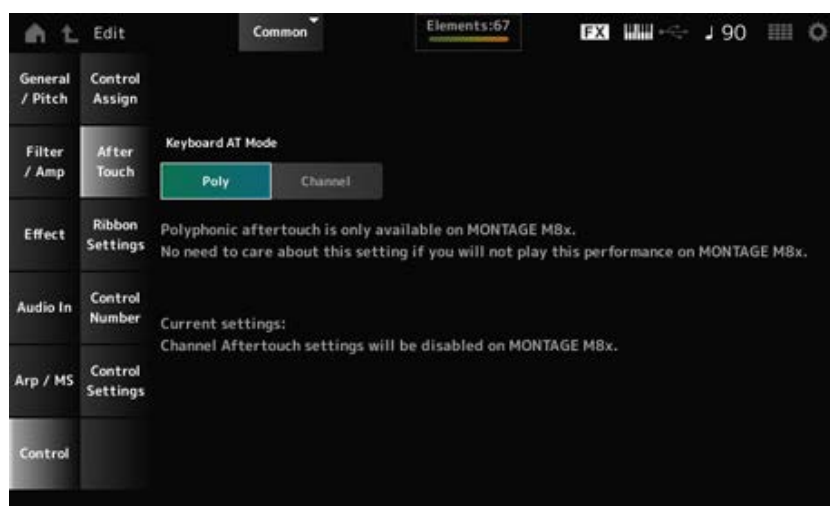 Edit
Common
Elements:67
FX
90
General
/ Pitch
Control
Assign
Filter
/ Amp
After
Touch
Keyboard AT Mode
Poly
Channel
Effect
Ribbon
Settings
Polyphonic aftertouch is only available on MONTAGE M8x.
No need to care about this setting if you will not play this performance on MONTAGE M8x.
Audio In
Control
Number
Current settings:
Channel Aftertouch settings will be disabled on MONTAGE M8x.
Arp / MS
Control
Settings
Control